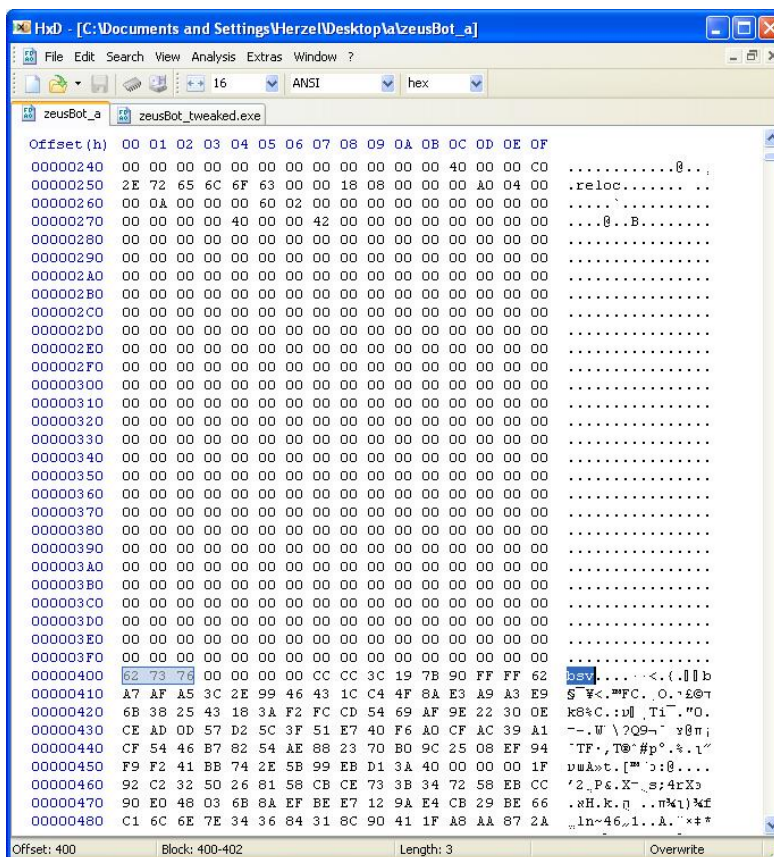 HxD - [C:\Documents and Settings\Herzel\Desktop\a\zeusBot_a]
File Edit Search View Analysis Extras Window ?
16 ANSI hex
zeusBot_a zeusBot_tweaked.exe
Offset(h) 00 01 02 03 04 05 06 07 08 09 0A 0B 0C 0D 0E 0F
00000240 00 00 00 00 00 00 00 00 00 00 00 00 40 00 00 C0 ............@..
00000250 2E 72 65 6C 6F 63 00 00 18 08 00 00 00 A0 04 00 .reloc....... ..
00000260 00 0A 00 00 00 60 02 00 00 00 00 00 00 00 00 00 .....`..........
00000270 00 00 00 00 40 00 00 42 00 00 00 00 00 00 00 00 ....@..B........
00000280 00 00 00 00 00 00 00 00 00 00 00 00 00 00 00 00 ................
00000290 00 00 00 00 00 00 00 00 00 00 00 00 00 00 00 00 ................
000002A0 00 00 00 00 00 00 00 00 00 00 00 00 00 00 00 00 ................
000002B0 00 00 00 00 00 00 00 00 00 00 00 00 00 00 00 00 ................
000002C0 00 00 00 00 00 00 00 00 00 00 00 00 00 00 00 00 ................
000002D0 00 00 00 00 00 00 00 00 00 00 00 00 00 00 00 00 ................
000002E0 00 00 00 00 00 00 00 00 00 00 00 00 00 00 00 00 ................
000002F0 00 00 00 00 00 00 00 00 00 00 00 00 00 00 00 00 ................
00000300 00 00 00 00 00 00 00 00 00 00 00 00 00 00 00 00 ................
00000310 00 00 00 00 00 00 00 00 00 00 00 00 00 00 00 00 ................
00000320 00 00 00 00 00 00 00 00 00 00 00 00 00 00 00 00 ................
00000330 00 00 00 00 00 00 00 00 00 00 00 00 00 00 00 00 ................
00000340 00 00 00 00 00 00 00 00 00 00 00 00 00 00 00 00 ................
00000350 00 00 00 00 00 00 00 00 00 00 00 00 00 00 00 00 ................
00000360 00 00 00 00 00 00 00 00 00 00 00 00 00 00 00 00 ................
00000370 00 00 00 00 00 00 00 00 00 00 00 00 00 00 00 00 ................
00000380 00 00 00 00 00 00 00 00 00 00 00 00 00 00 00 00 ................
00000390 00 00 00 00 00 00 00 00 00 00 00 00 00 00 00 00 ................
000003A0 00 00 00 00 00 00 00 00 00 00 00 00 00 00 00 00 ................
000003B0 00 00 00 00 00 00 00 00 00 00 00 00 00 00 00 00 ................
000003C0 00 00 00 00 00 00 00 00 00 00 00 00 00 00 00 00 ................
000003D0 00 00 00 00 00 00 00 00 00 00 00 00 00 00 00 00 ................
000003E0 00 00 00 00 00 00 00 00 00 00 00 00 00 00 00 00 ................
000003F0 00 00 00 00 00 00 00 00 00 00 00 00 00 00 00 00 ................
00000400 62 73 76 00 00 00 00 CC CC 3C 19 7B 90 FF FF 62 bsv
00000410 A7 AF A5 3C 2E 99 46 43 1C C4 4F 8A E3 A9 A3 E9
00000420 6B 38 25 43 18 3A F2 FC CD 54 69 AF 9E 22 30 0E
00000430 CE AD 0D 57 D2 5C 3F 51 E7 40 F6 A0 CF AC 39 A1
00000440 CF 54 46 B7 82 54 AE 88 23 70 B0 9C 25 08 EF 94
00000450 F9 F2 41 BB 74 2E 5B 99 EB D1 3A 40 00 00 00 1F
00000460 92 C2 32 50 26 81 58 CB CE 73 3B 34 72 58 EB CC
00000470 90 E0 48 03 6B 8A EF BE E7 12 9A E4 CB 29 BE 66
00000480 C1 6C 6E 7E 34 36 84 31 8C 90 41 1F A8 AA 87 2A
Offset: 400 Block: 400-402 Length: 3 Overwrite